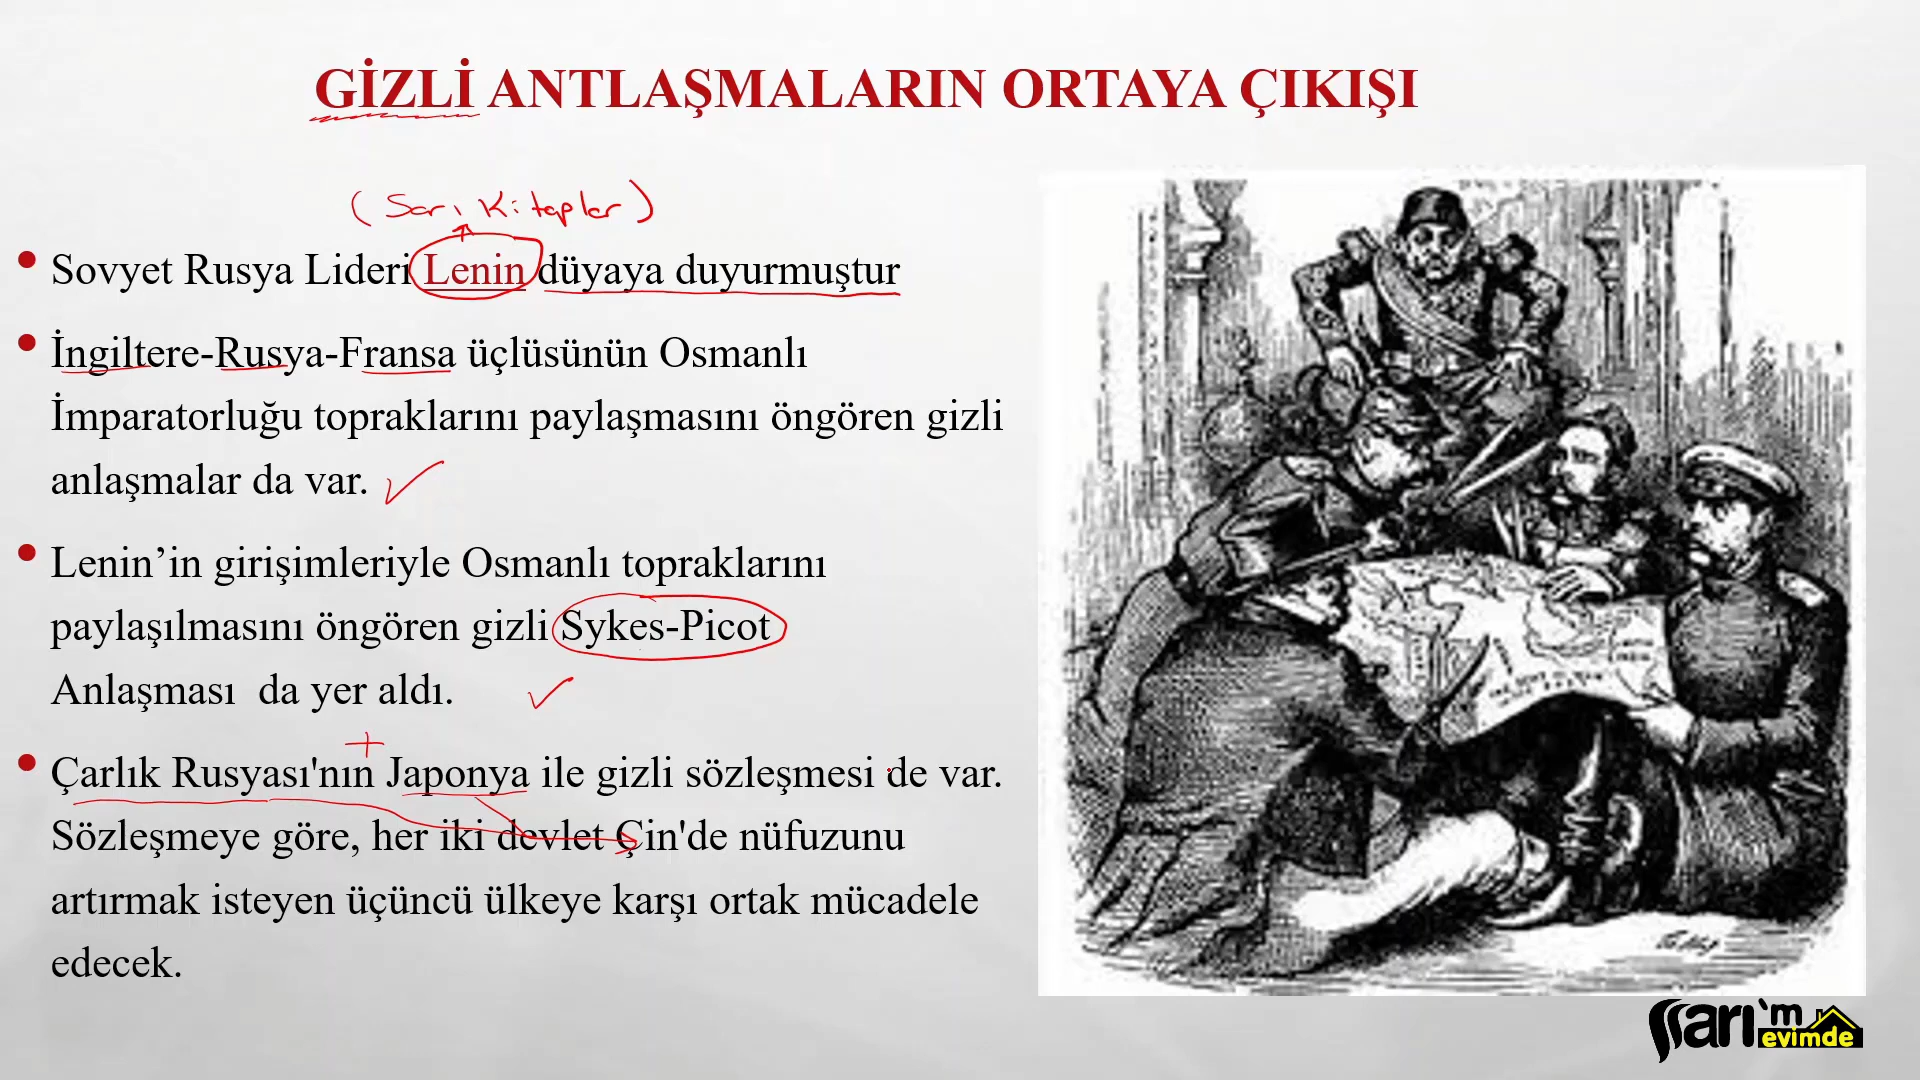 GİZLİ ANTLAŞMALARIN ORTAYA ÇIKIŞI
(Sarı Kitaplar)
• Sovyet Rusya Lideri Lenin düyaya duyurmuştur
• İngiltere-Rusya-Fransa üçlüsünün Osmanlı
İmparatorluğu topraklarını paylaşmasını öngören gizli
anlaşmalar da var.
• Lenin’in girişimleriyle Osmanlı topraklarını
paylaşılmasını öngören gizli Sykes-Picot
Anlaşması da yer aldı.
• Çarlık Rusyası'nın Japonya ile gizli sözleşmesi de var.
Sözleşmeye göre, her iki devlet Çin'de nüfuzunu
artırmak isteyen üçüncü ülkeye karşı ortak mücadele
edecek.
sarı'm
evimde